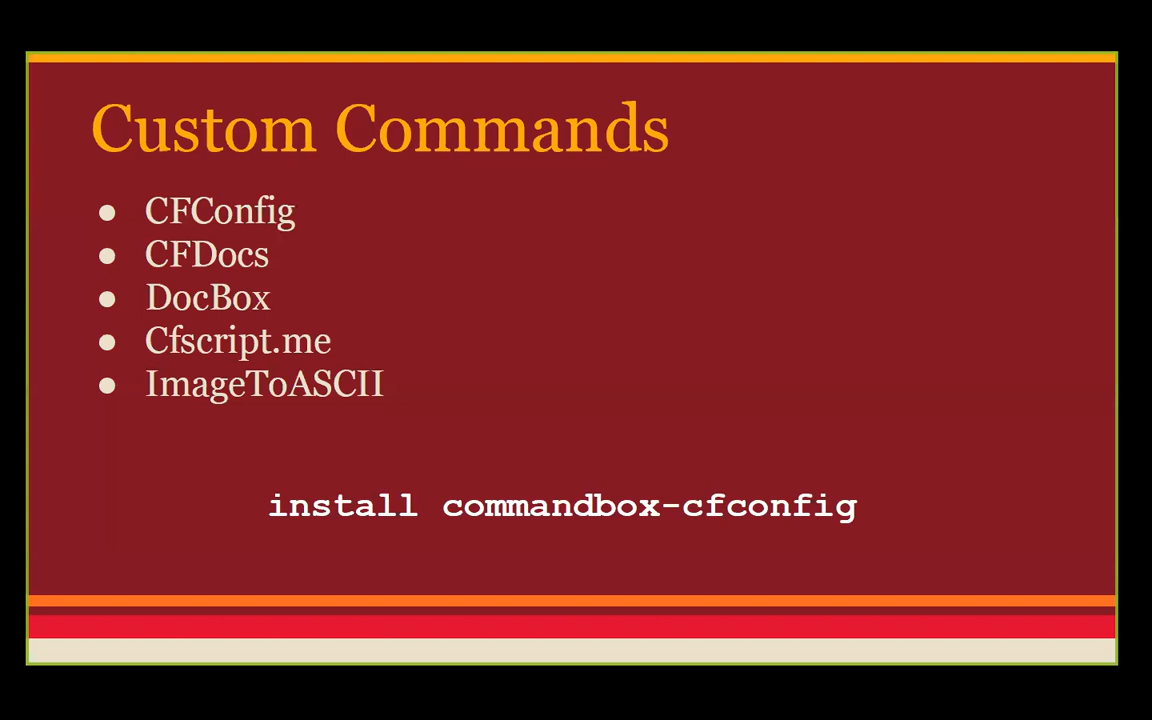 Custom Commands
● CFConfig
● CFDocs
● DocBox
● Cfscript.me
● ImageToASCII
install commandbox-cfconfig